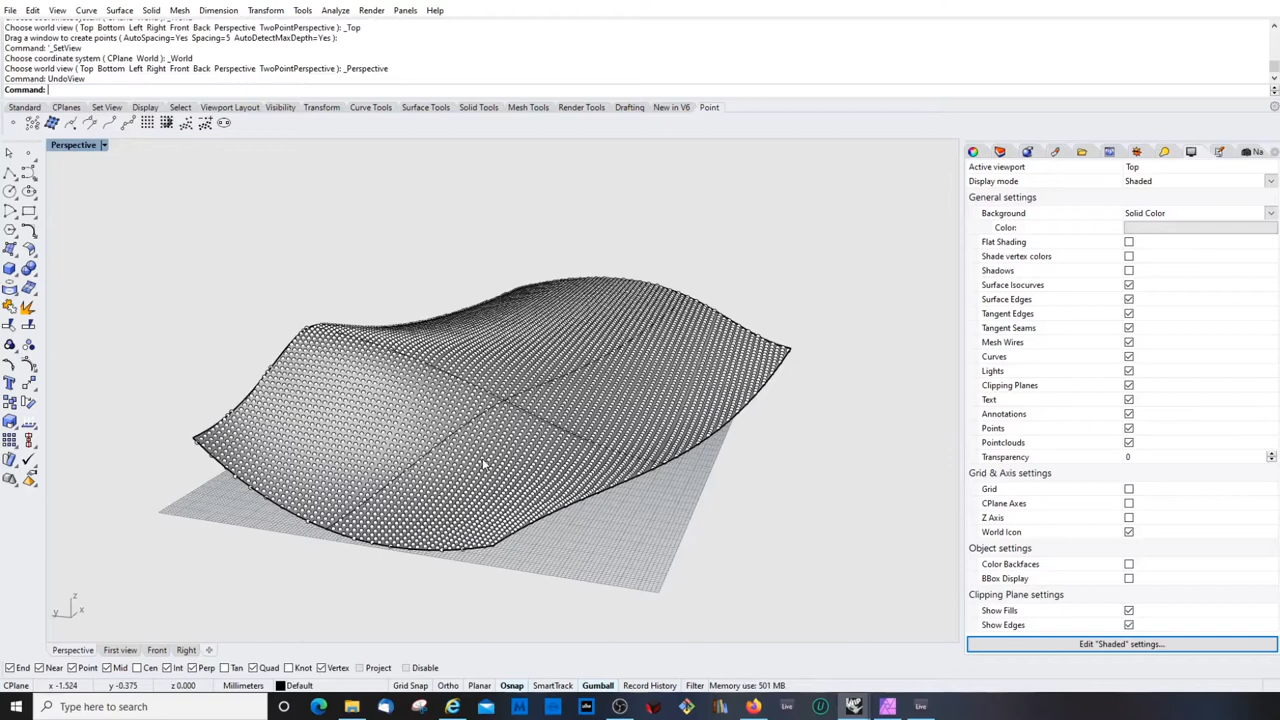 File Edit View Curve Surface Solid Mesh Dimension Transform Tools Analyze Render Panels Help
Choose world view ( Top Bottom Left Right Front Back Perspective TwoPointPerspective ): _Top
Drag a window to create points ( AutoSpacing=Yes Spacing=5 AutoDetectMaxDepth=Yes ):
Command: '_SetView
Choose coordinate system ( CPlane World ): _World
Choose world view ( Top Bottom Left Right Front Back Perspective TwoPointPerspective ): _Perspective
Command: UndoView
Command:
Standard CPlanes Set View Display Select Viewport Layout Visibility Transform Curve Tools Surface Tools Solid Tools Mesh Tools Render Tools Drafting New in V6 Point
Perspective
Na
Active viewport Top
Display mode Shaded
General settings
Background Solid Color
Color:
Flat Shading
Shade vertex colors
Shadows
Surface Isocurves
Surface Edges
Tangent Edges
Tangent Seams
Mesh Wires
Curves
Lights
Clipping Planes
Text
Annotations
Points
Pointclouds
Transparency 0
Grid & Axis settings
Grid
CPlane Axes
Z Axis
World Icon
Object settings
Color Backfaces
BBox Display
Clipping Plane settings
Show Fills
Show Edges
Edit "Shaded" settings...
z
y x
Perspective First view Front Right
End Near Point Mid Cen Int Perp Tan Quad Knot Vertex Project Disable
CPlane x -1.524 y -0.375 z 0.000 Millimeters Default Grid Snap Ortho Planar Osnap SmartTrack Gumball Record History Filter Memory use: 501 MB
Type here to search
Live
Live